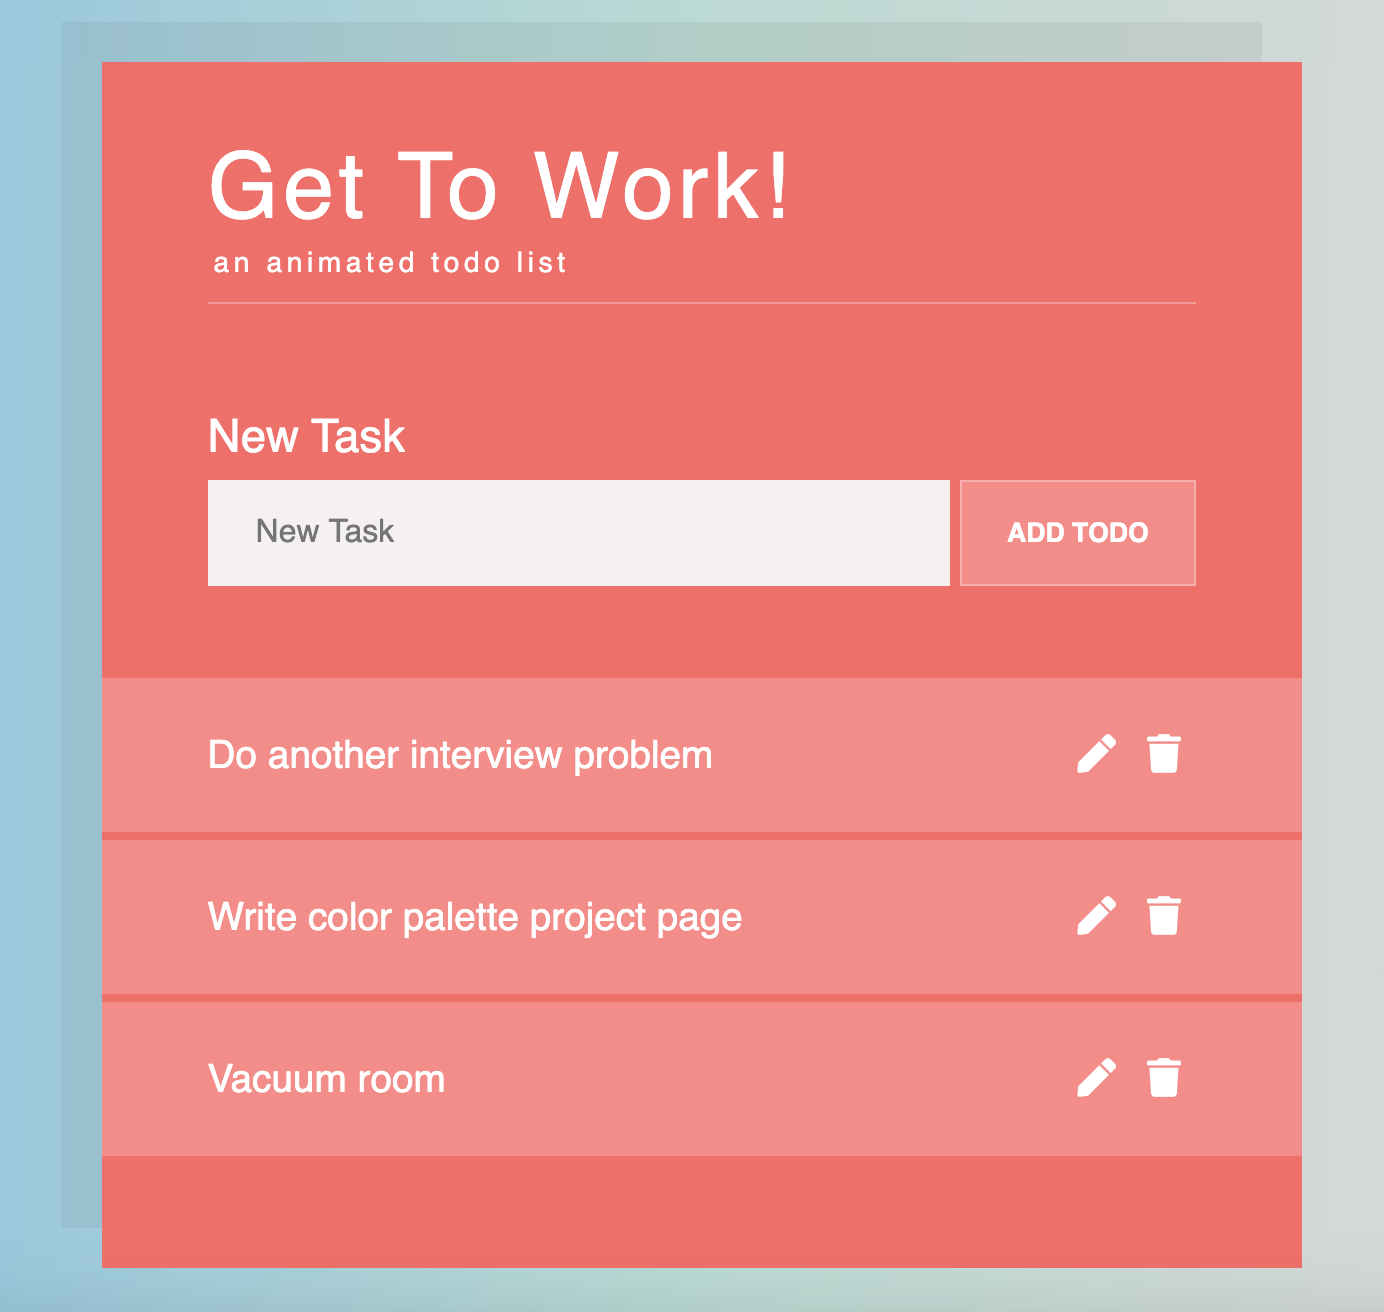 Get To Work!
an animated todo list
New Task
New Task
ADD TODO
Do another interview problem
Write color palette project page
Vacuum room